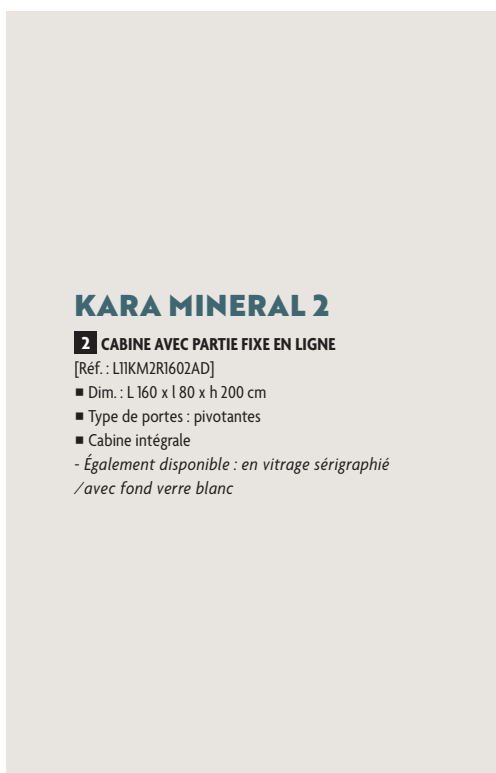 KARA MINERAL 2
2 CABINE AVEC PARTIE FIXE EN LIGNE
[Réf. : L11KM2R1602AD]
■ Dim. : L 160 x l 80 x h 200 cm
■ Type de portes : pivotantes
■ Cabine intégrale
- Également disponible : en vitrage sérigraphié
/avec fond verre blanc